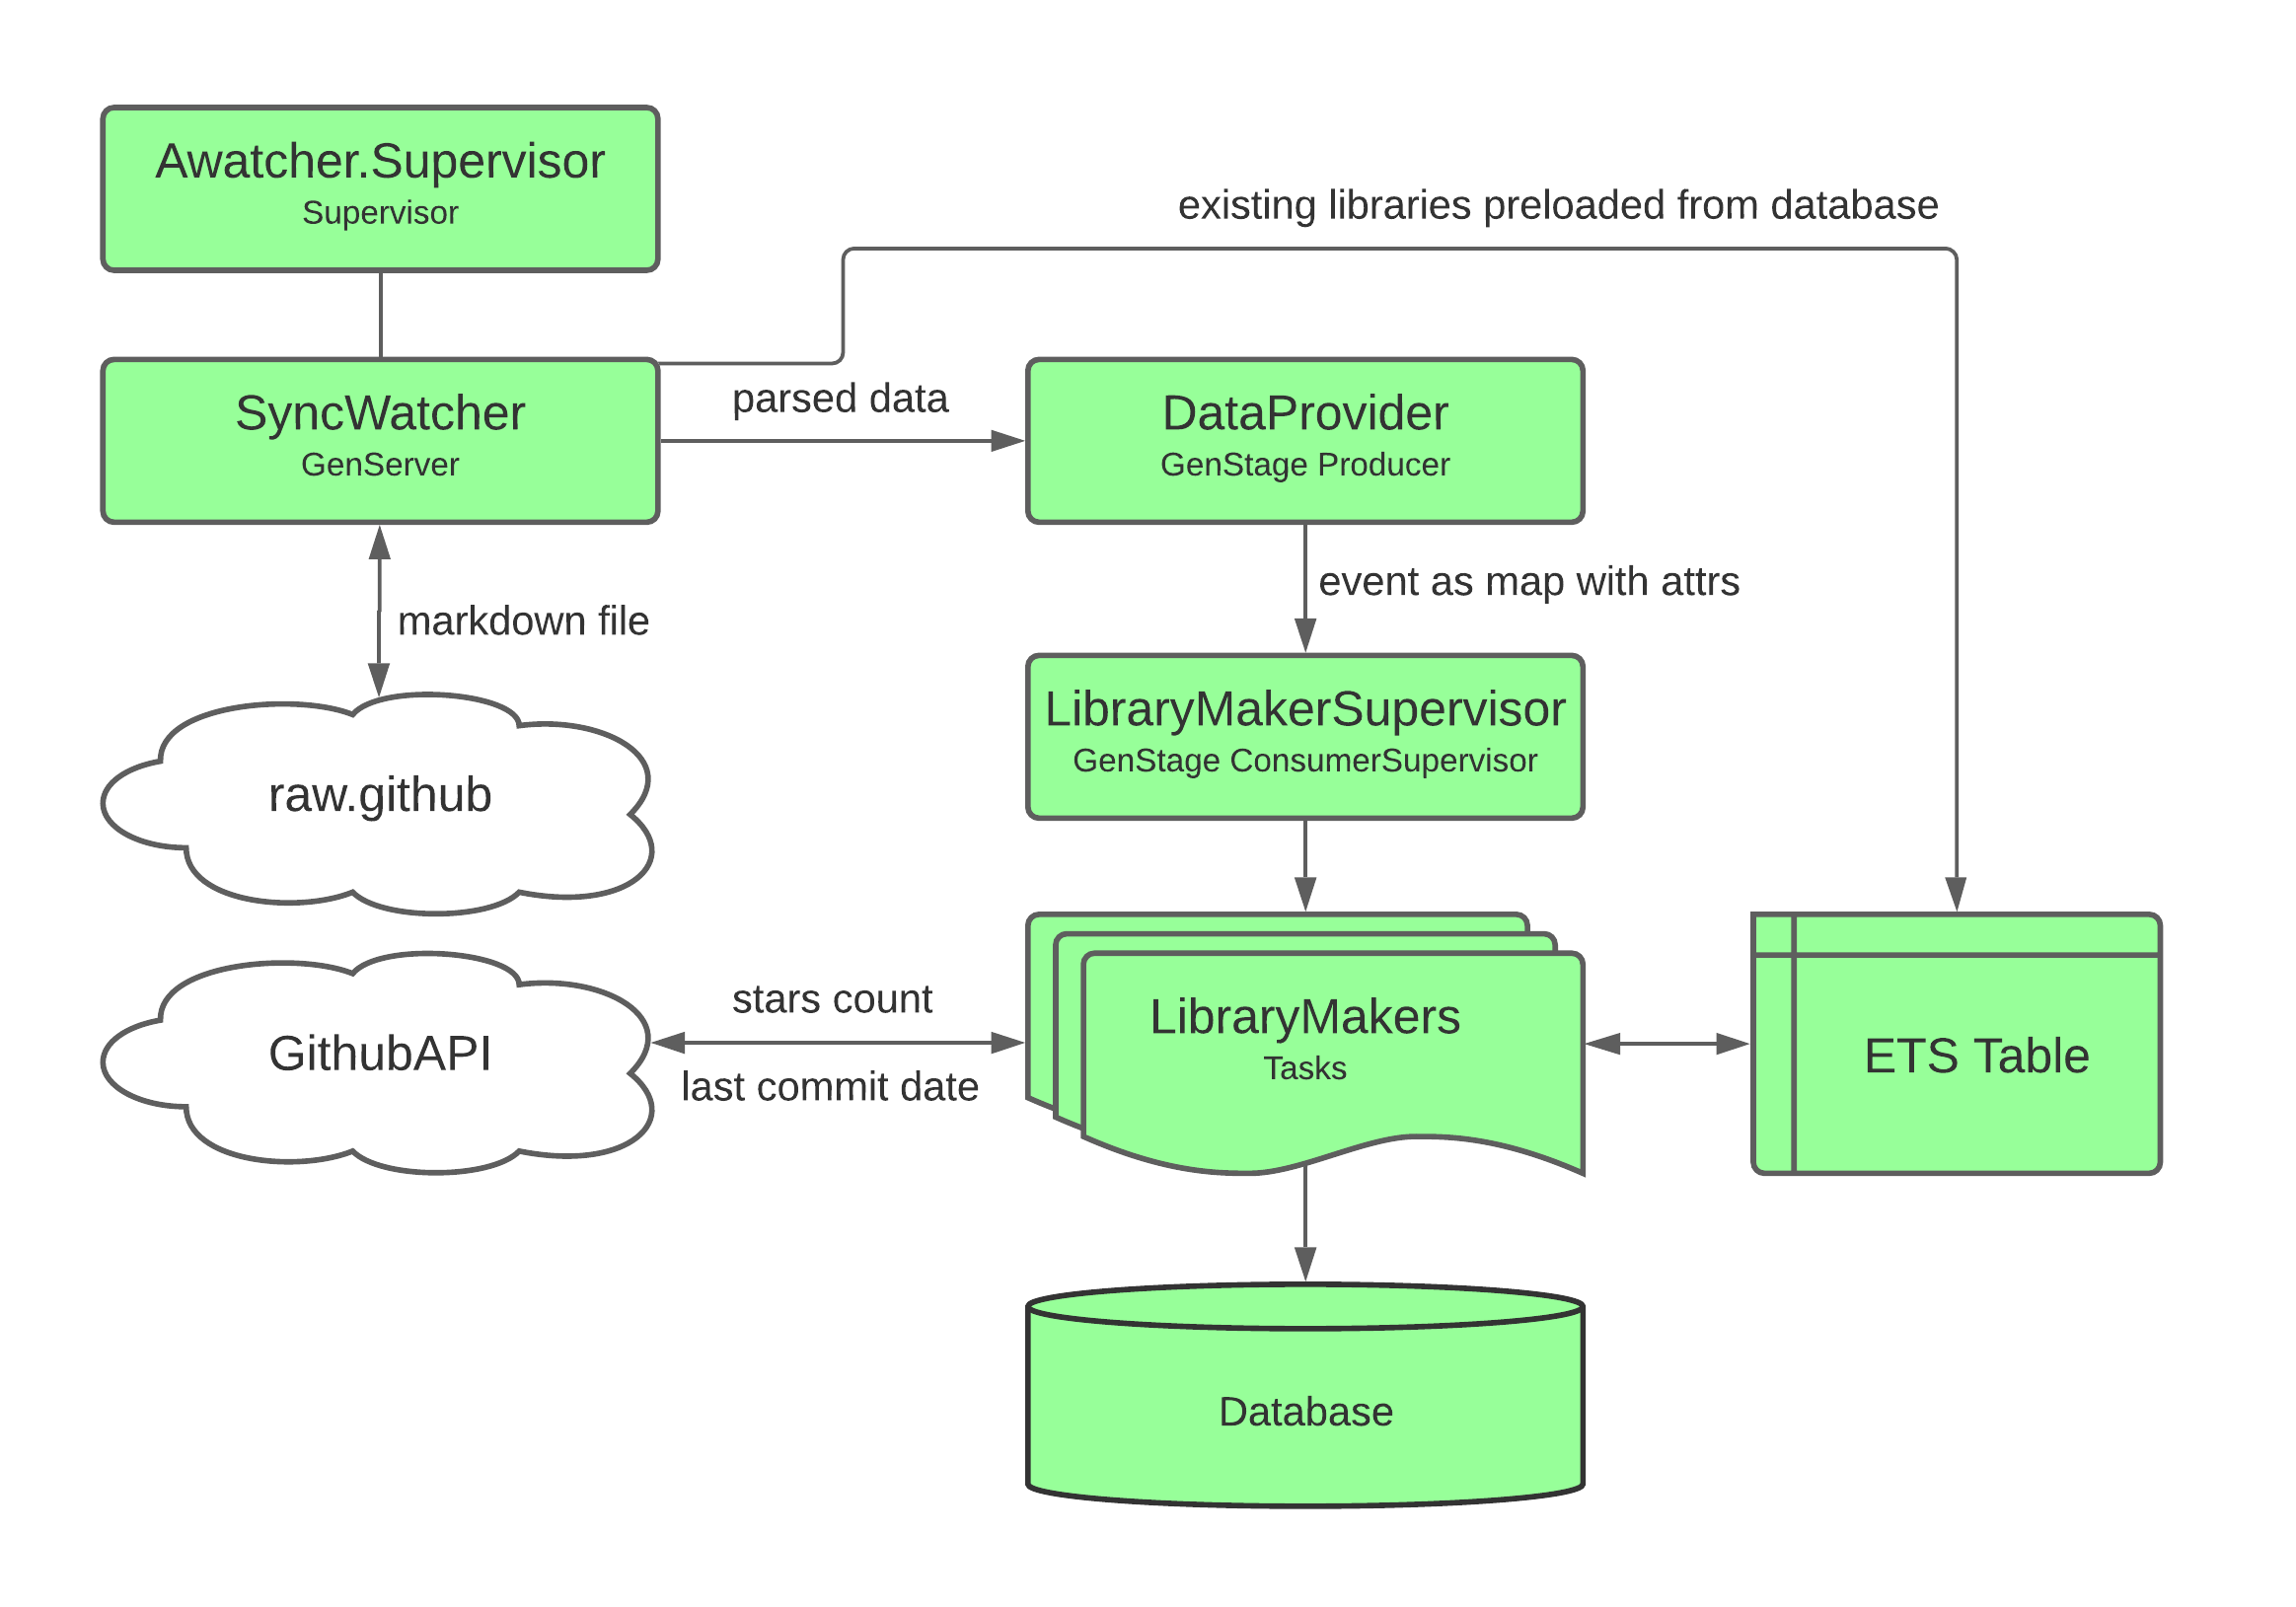 Awatcher.Supervisor
Supervisor
existing libraries preloaded from database
SyncWatcher
GenServer
parsed data
DataProvider
GenStage Producer
markdown file
event as map with attrs
raw.github
LibraryMakerSupervisor
GenStage ConsumerSupervisor
GithubAPI
stars count
last commit date
LibraryMakers
Tasks
ETS Table
Database